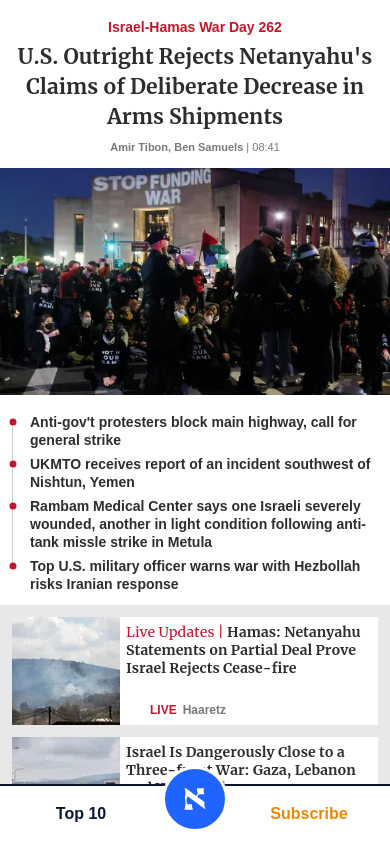 Israel-Hamas War Day 262
U.S. Outright Rejects Netanyahu's
Claims of Deliberate Decrease in
Arms Shipments
Amir Tibon, Ben Samuels | 08:41
STOP FUNDING
WAR
Anti-gov't protesters block main highway, call for
general strike
UKMTO receives report of an incident southwest of
Nishtun, Yemen
Rambam Medical Center says one Israeli severely
wounded, another in light condition following anti-
tank missle strike in Metula
Top U.S. military officer warns war with Hezbollah
risks Iranian response
Live Updates | Hamas: Netanyahu
Statements on Partial Deal Prove
Israel Rejects Cease-fire
LIVE Haaretz
Israel Is Dangerously Close to a
Three-front War: Gaza, Lebanon
Top 10
Subscribe